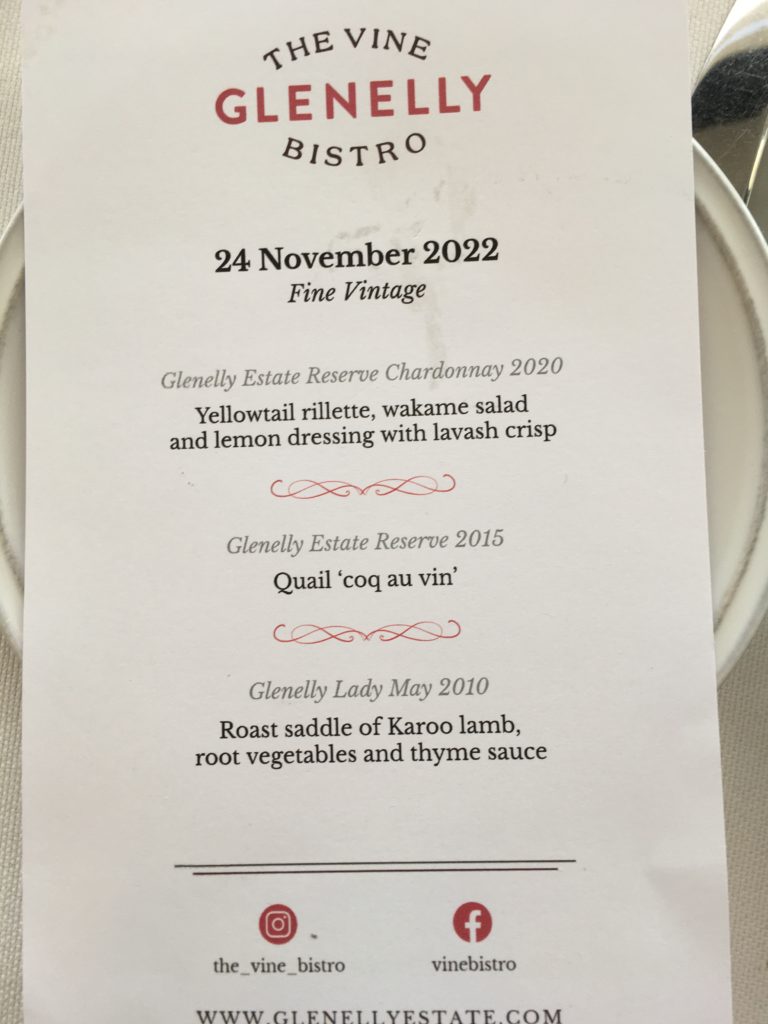 THE VINE
GLENELLY
BISTRO
24 November 2022
Fine Vintage
Glenelly Estate Reserve Chardonnay 2020
Yellowtail rillette, wakame salad
and lemon dressing with lavash crisp
Glenelly Estate Reserve 2015
Quail ‘coq au vin’
Glenelly Lady May 2010
Roast saddle of Karoo lamb,
root vegetables and thyme sauce
the_vine_bistro
vinebistro
WWW.GLENELLYESTATE.COM